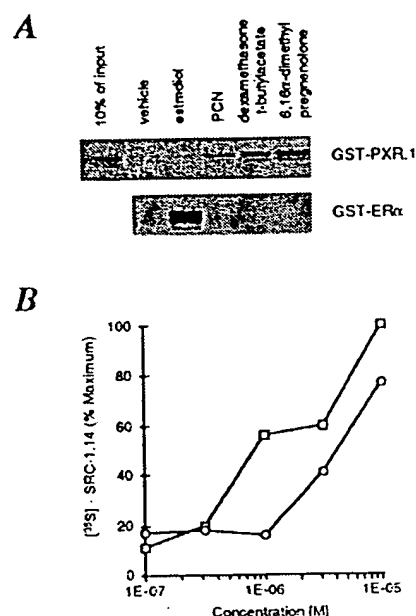 A
10% of input
vehicle
estradiol
PCN
dexamethasone
t-butylacetate
6,16α-dimethyl
pregnenolone
GST-PXR.1
GST-ERα
B
[³⁵S] - SRC-1.14 (% Maximum)
100
80
60
40
20
0
1E-07
1E-06
1E-05
Concentration [M]